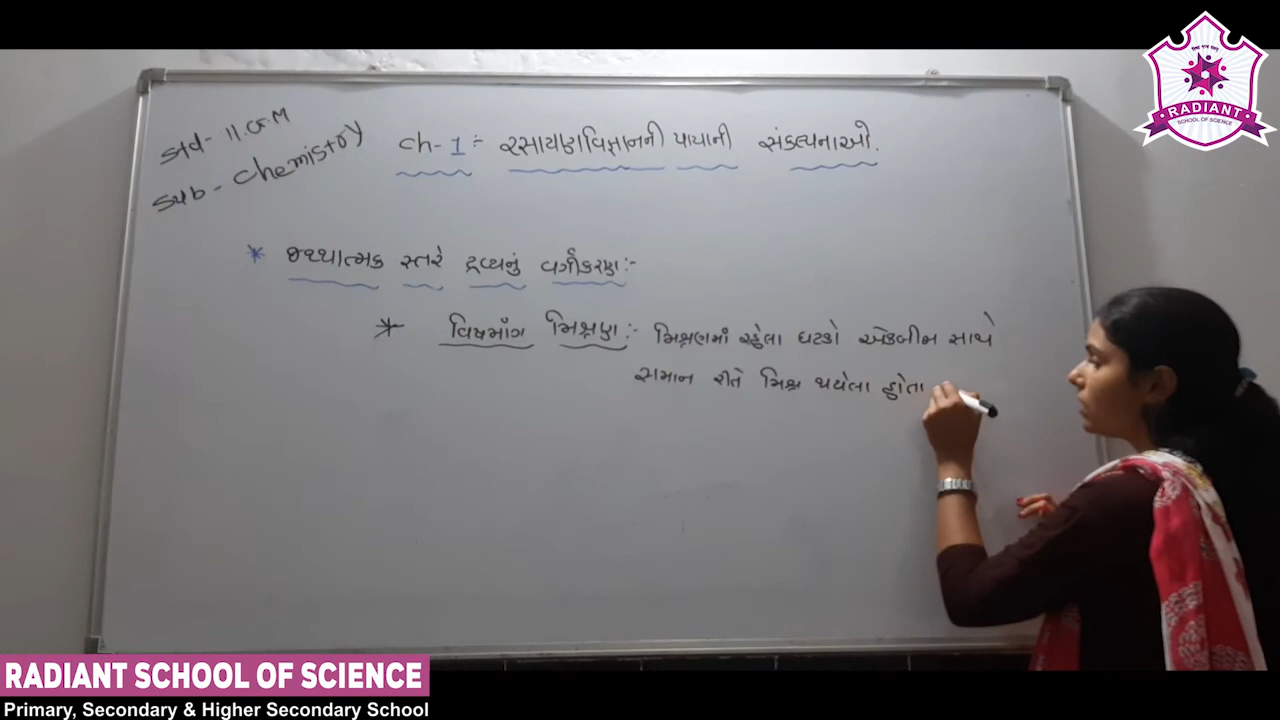 Std- 11.G.M
Sub- Chemistry
Ch-1 :- રસાયણવિજ્ઞાનની પાયાની સંકલ્પનાઓ.
* જથ્થાત્મક સ્તરે દ્રવ્યનું વર્ગીકરણ:-
* વિષમાંગ મિશ્રણ:- મિશ્રણમાં રહેલા ઘટકો એકબીજા સાથે
સમાન રીતે મિશ્ર થયેલા હોતા
RADIANT
SCHOOL OF SCIENCE
RADIANT SCHOOL OF SCIENCE
Primary, Secondary & Higher Secondary School